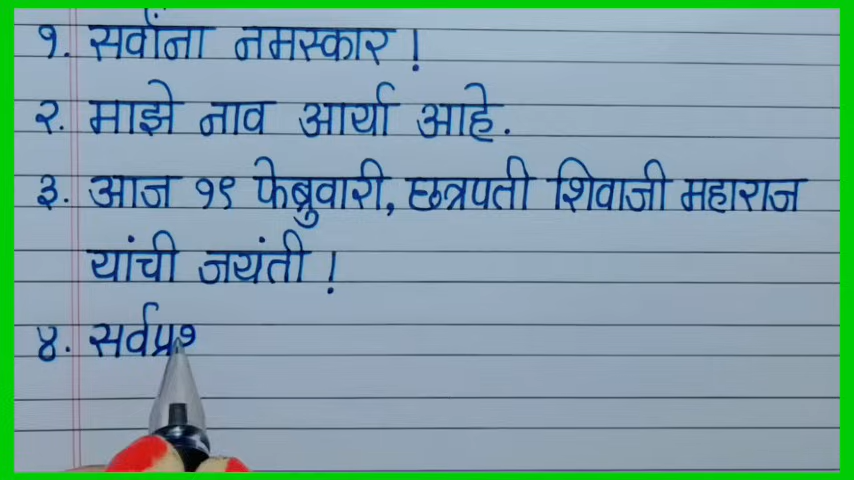 १. सर्वांना नमस्कार !
२. माझे नाव आर्या आहे.
३. आज १९ फेब्रुवारी, छत्रपती शिवाजी महाराज
यांची जयंती !
४. सर्वप्र